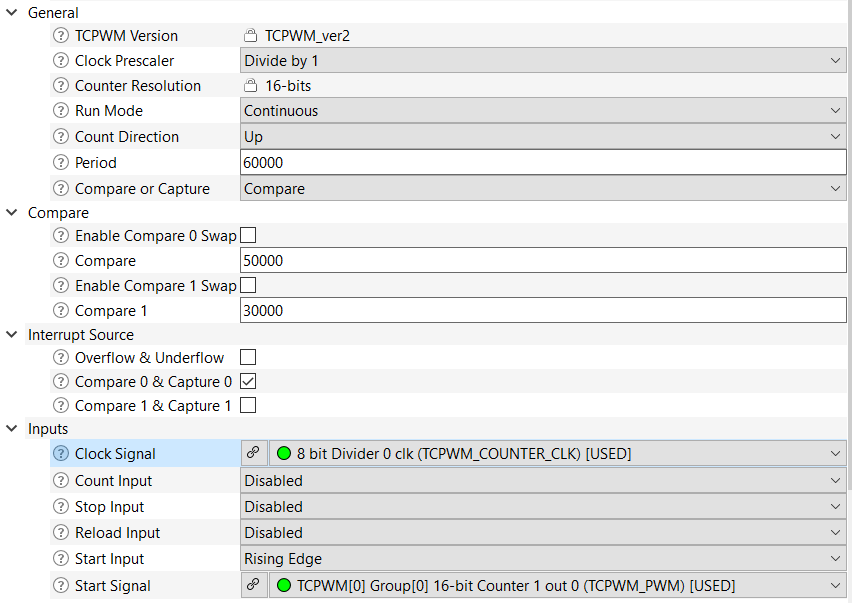 General
TCPWM Version TCPWM_ver2
Clock Prescaler Divide by 1
Counter Resolution 16-bits
Run Mode Continuous
Count Direction Up
Period 60000
Compare or Capture Compare
Compare
Enable Compare 0 Swap
Compare 50000
Enable Compare 1 Swap
Compare 1 30000
Interrupt Source
Overflow & Underflow
Compare 0 & Capture 0
Compare 1 & Capture 1
Inputs
Clock Signal 8 bit Divider 0 clk (TCPWM_COUNTER_CLK) [USED]
Count Input Disabled
Stop Input Disabled
Reload Input Disabled
Start Input Rising Edge
Start Signal TCPWM[0] Group[0] 16-bit Counter 1 out 0 (TCPWM_PWM) [USED]